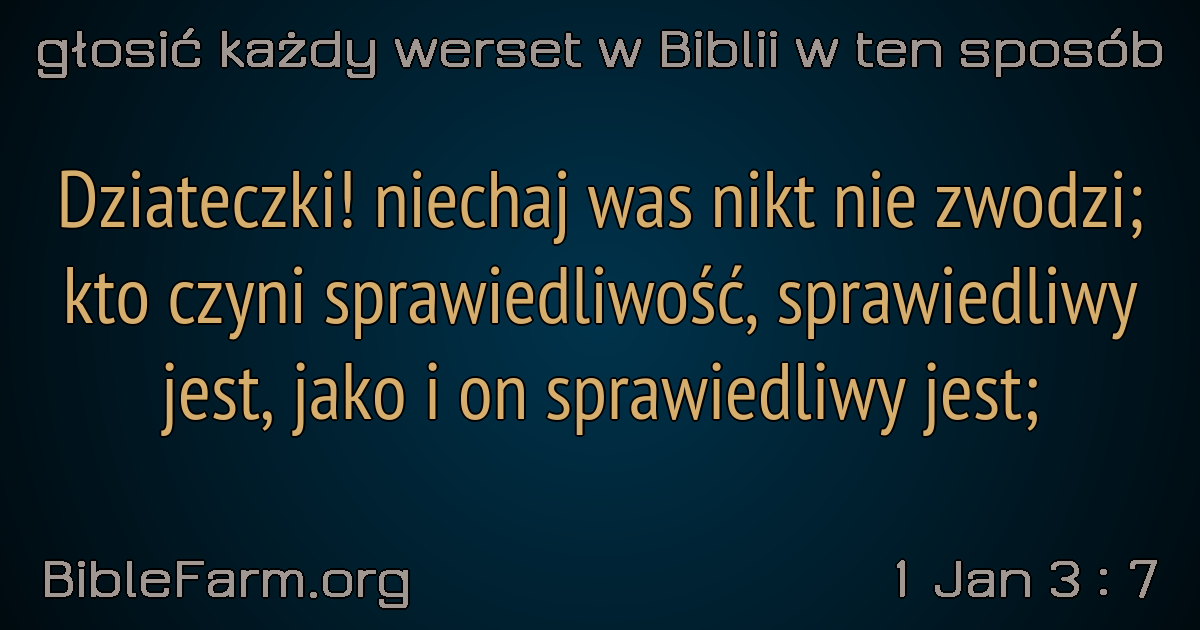 głosić każdy werset w Biblii w ten sposób
Dziateczki! niechaj was nikt nie zwodzi;
kto czyni sprawiedliwość, sprawiedliwy
jest, jako i on sprawiedliwy jest;
BibleFarm.org
1 Jan 3 : 7